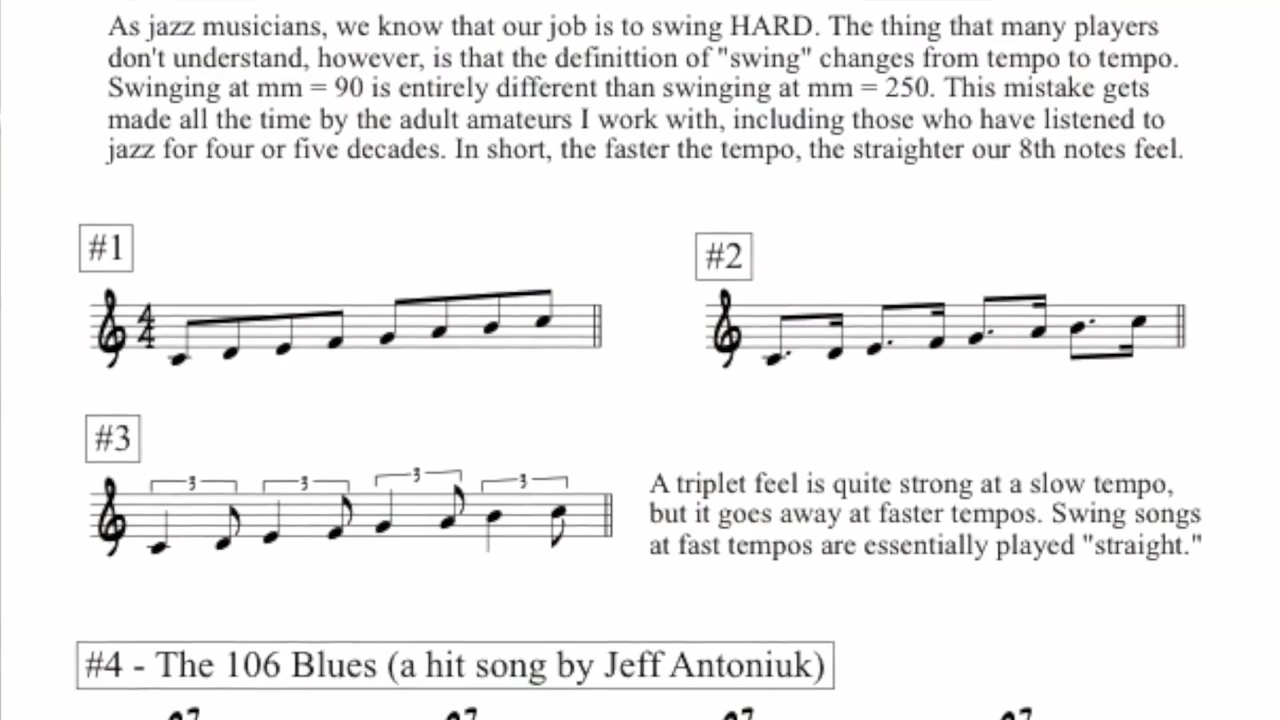 As jazz musicians, we know that our job is to swing HARD. The thing that many players
don't understand, however, is that the definittion of "swing" changes from tempo to tempo.
Swinging at mm = 90 is entirely different than swinging at mm = 250. This mistake gets
made all the time by the adult amateurs I work with, including those who have listened to
jazz for four or five decades. In short, the faster the tempo, the straighter our 8th notes feel.
#1
#2
4
4
#3
3 3 3 3
A triplet feel is quite strong at a slow tempo,
but it goes away at faster tempos. Swing songs
at fast tempos are essentially played "straight."
#4 - The 106 Blues (a hit song by Jeff Antoniuk)